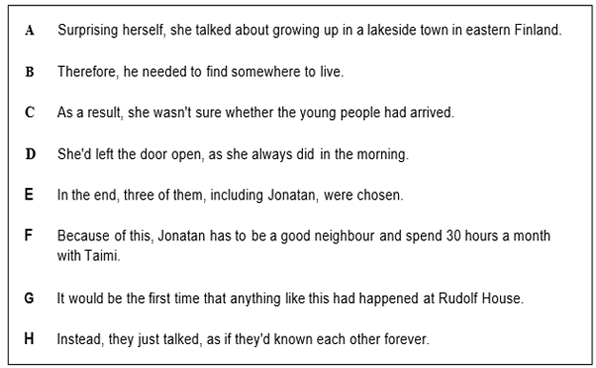 A Surprising herself, she talked about growing up in a lakeside town in eastern Finland.
B Therefore, he needed to find somewhere to live.
C As a result, she wasn't sure whether the young people had arrived.
D She'd left the door open, as she always did in the morning.
E In the end, three of them, including Jonatan, were chosen.
F Because of this, Jonatan has to be a good neighbour and spend 30 hours a month
with Taimi.
G It would be the first time that anything like this had happened at Rudolf House.
H Instead, they just talked, as if they'd known each other forever.